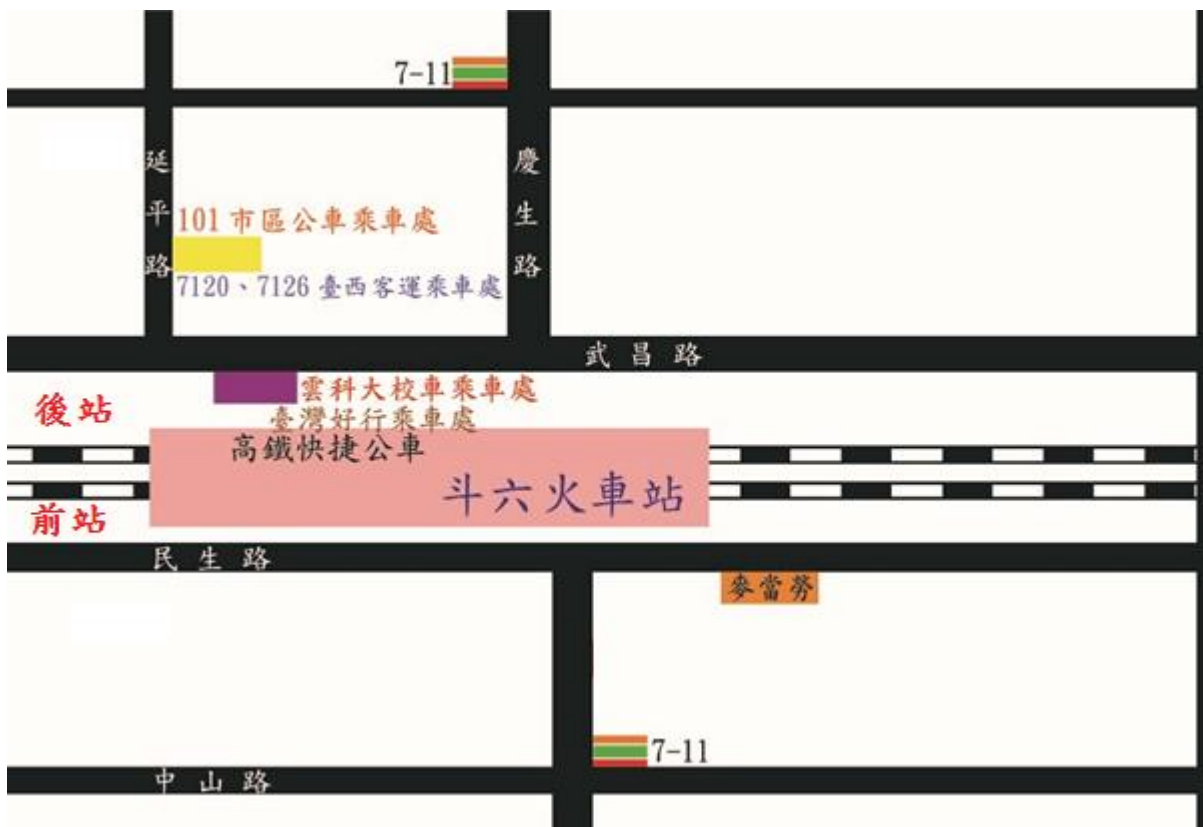 7-11
延平路
慶生路
101 市區公車乘車處
7120、7126 臺西客運乘車處
武昌路
雲科大校車乘車處
後站
臺灣好行乘車處
高鐵快捷公車
斗六火車站
前站
民生路
麥當勞
7-11
中山路